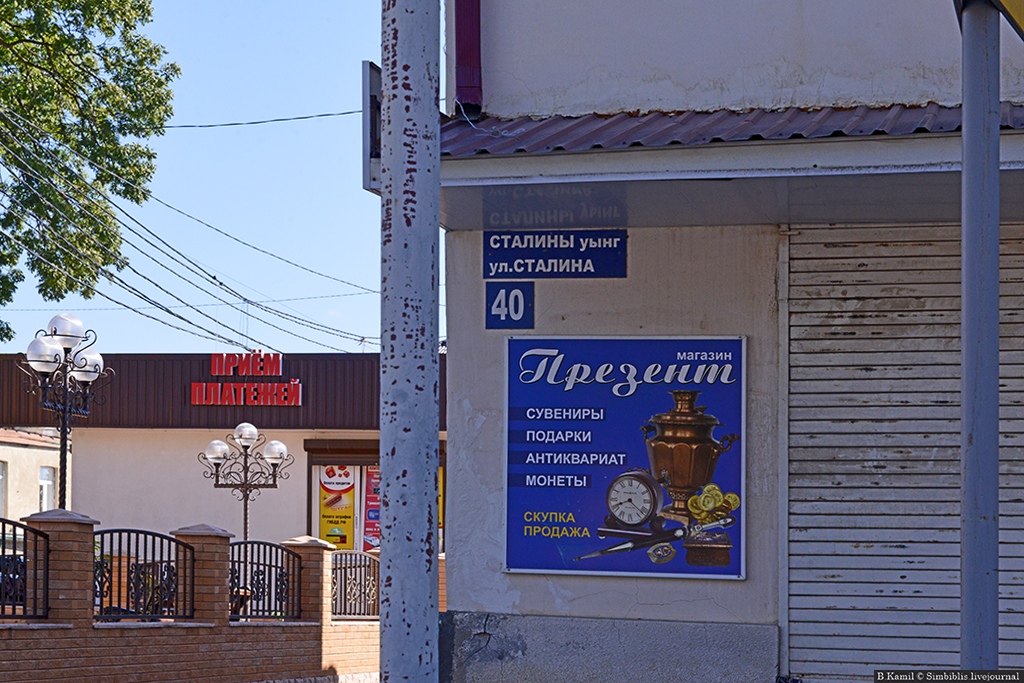 СТАЛИНЫ уынг
ул.СТАЛИНА
40
магазин
Презент
СУВЕНИРЫ
ПОДАРКИ
АНТИКВАРИАТ
МОНЕТЫ
СКУПКА
ПРОДАЖА
ПРИЁМ
ПЛАТЕЖЕЙ
B Kamil © Simbiblis.livejournal